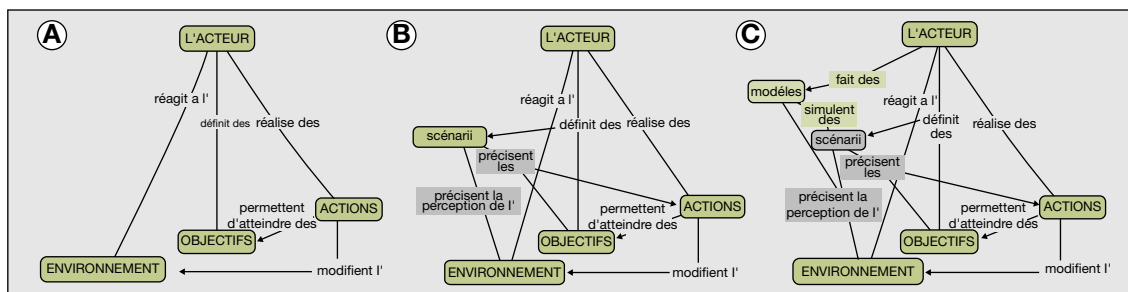 A
L'ACTEUR
réagit a l'
définit des
réalise des
ACTIONS
permettent
d'atteindre des
OBJECTIFS
ENVIRONNEMENT
modifient l'
B
L'ACTEUR
réagit a l'
scénarii
définit des
réalise des
précisent
les
précisent la
perception de l'
ACTIONS
permettent
d'atteindre des
OBJECTIFS
ENVIRONNEMENT
modifient l'
C
L'ACTEUR
fait des
modéles
réagit a l'
simulent
des
définit
des
réalise des
scénarii
précisent
les
précisent la
perception de l'
ACTIONS
permettent
d'atteindre des
OBJECTIFS
ENVIRONNEMENT
modifient l'